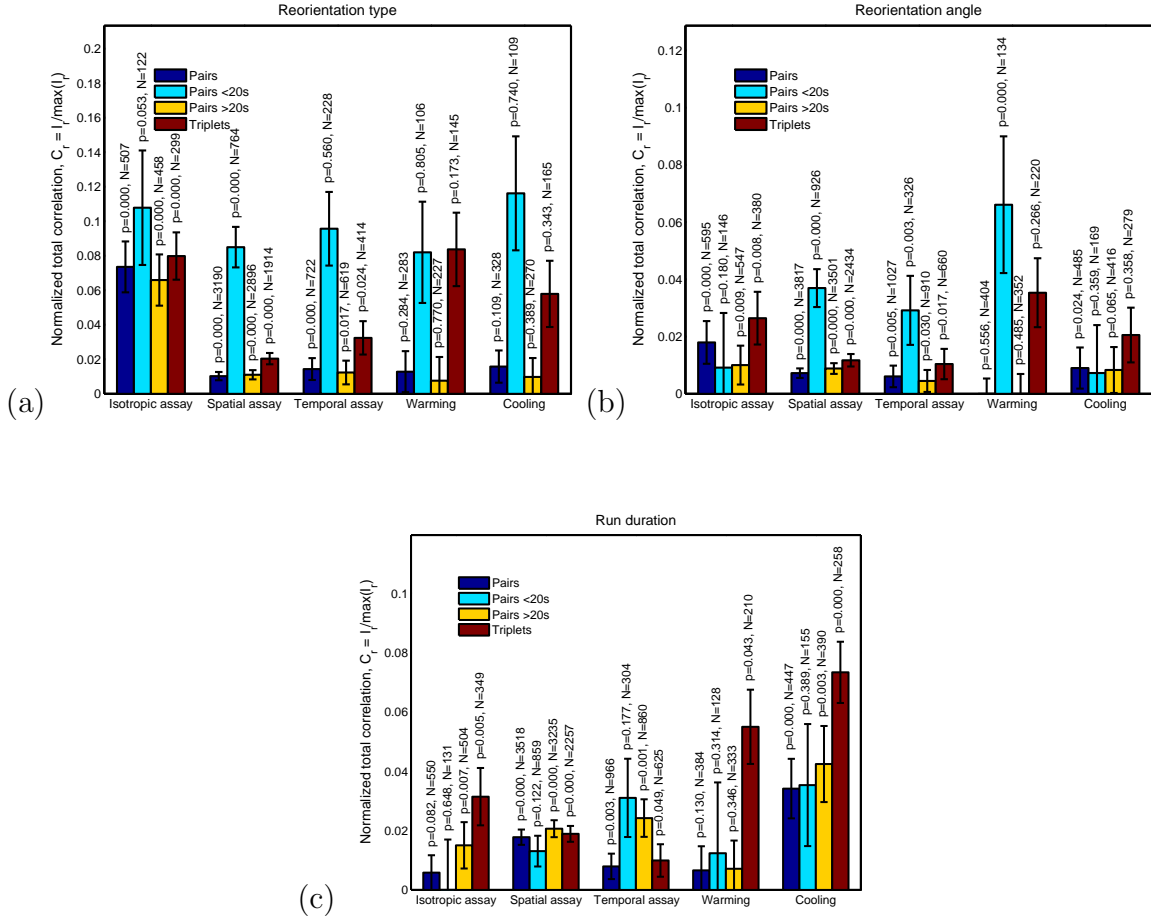 Reorientation type
Normalized total correlation, C_r = I_r/max(I_r)
0.2
0.18
0.16
0.14
0.12
0.1
0.08
0.06
0.04
0.02
0
Pairs
Pairs <20s
Pairs >20s
Triplets
p=0.000, N=507
p=0.053, N=122
p=0.000, N=458
p=0.000, N=299
p=0.000, N=3190
p=0.000, N=764
p=0.000, N=2896
p=0.000, N=1914
p=0.000, N=722
p=0.560, N=228
p=0.017, N=619
p=0.024, N=414
p=0.284, N=283
p=0.805, N=106
p=0.770, N=227
p=0.173, N=145
p=0.109, N=328
p=0.740, N=109
p=0.389, N=270
p=0.343, N=165
Isotropic assay Spatial assay Temporal assay Warming Cooling
(a)
Reorientation angle
Normalized total correlation, C_r = I_r/max(I_r)
0.12
0.1
0.08
0.06
0.04
0.02
0
Pairs
Pairs <20s
Pairs >20s
Triplets
p=0.000, N=595
p=0.180, N=146
p=0.009, N=547
p=0.008, N=380
p=0.000, N=3817
p=0.000, N=926
p=0.000, N=3501
p=0.000, N=2434
p=0.005, N=1027
p=0.003, N=326
p=0.030, N=910
p=0.017, N=660
p=0.556, N=404
p=0.000, N=134
p=0.485, N=352
p=0.266, N=220
p=0.024, N=485
p=0.359, N=169
p=0.065, N=416
p=0.358, N=279
Isotropic assay Spatial assay Temporal assay Warming Cooling
(b)
Run duration
Normalized total correlation, C_r = I_r/max(I_r)
0.1
0.08
0.06
0.04
0.02
0
Pairs
Pairs <20s
Pairs >20s
Triplets
p=0.082, N=550
p=0.648, N=131
p=0.007, N=504
p=0.005, N=349
p=0.000, N=3518
p=0.122, N=859
p=0.000, N=3235
p=0.000, N=2257
p=0.003, N=966
p=0.177, N=304
p=0.001, N=860
p=0.049, N=625
p=0.130, N=384
p=0.314, N=128
p=0.346, N=333
p=0.043, N=210
p=0.000, N=447
p=0.389, N=155
p=0.003, N=390
p=0.000, N=258
Isotropic assay Spatial assay Temporal assay Warming Cooling
(c)